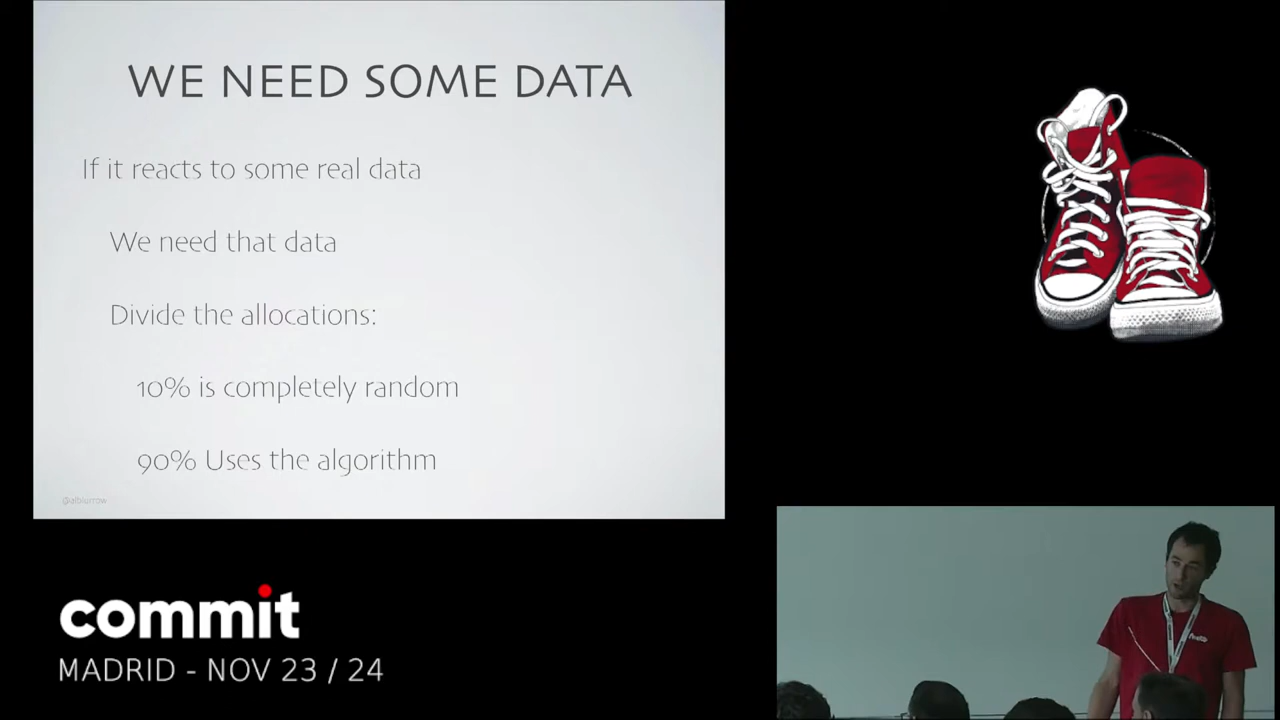 WE NEED SOME DATA
If it reacts to some real data
We need that data
Divide the allocations:
10% is completely random
90% Uses the algorithm
commit
MADRID - NOV 23 / 24